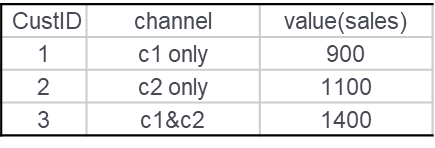 CustID channel value(sales)
1 c1 only 900
2 c2 only 1100
3 c1&c2 1400